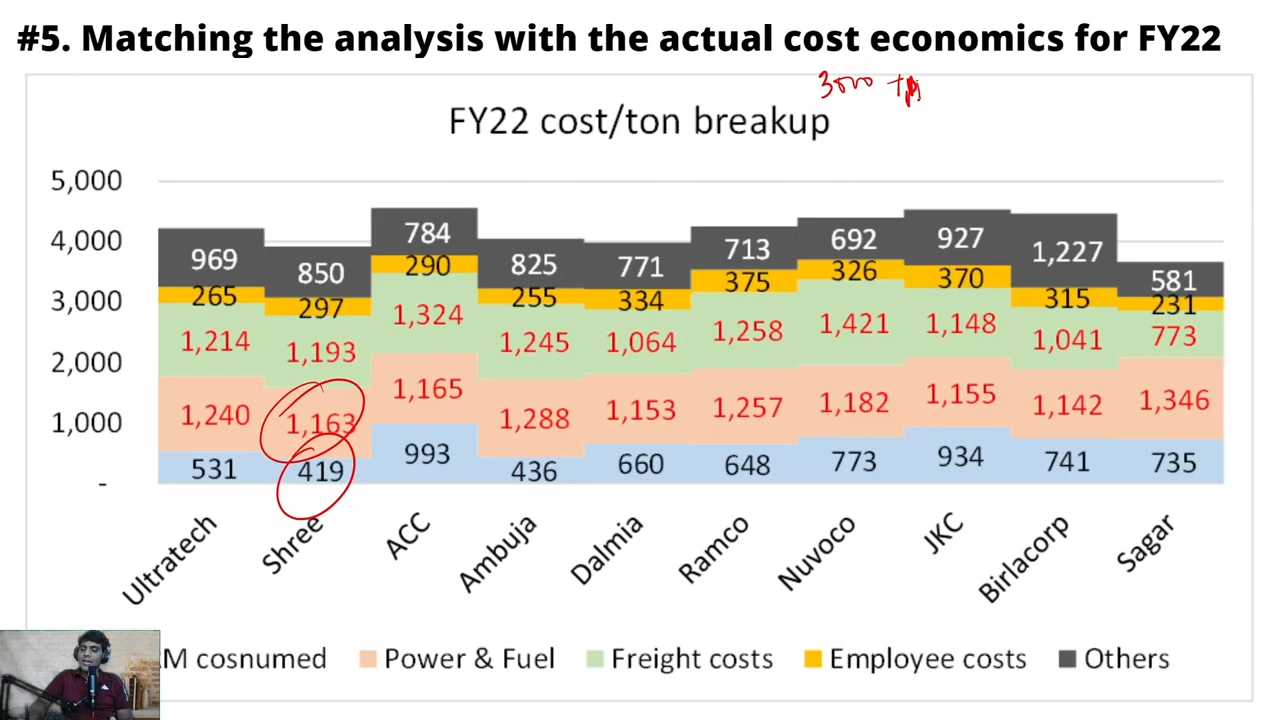 #5. Matching the analysis with the actual cost economics for FY22
3000
FY22 cost/ton breakup
5,000
4,000
3,000
2,000
1,000
-
969 850 784 825 771 713 692 927 1,227 581
265 297 290 255 334 375 326 370 315 231
1,214 1,193 1,324 1,245 1,064 1,258 1,421 1,148 1,041 773
1,240 1,163 1,165 1,288 1,153 1,257 1,182 1,155 1,142 1,346
531 419 993 436 660 648 773 934 741 735
Ultratech Shree ACC Ambuja Dalmia Ramco Nuvoco JKC Birlacorp Sagar
M cosnumed Power & Fuel Freight costs Employee costs Others